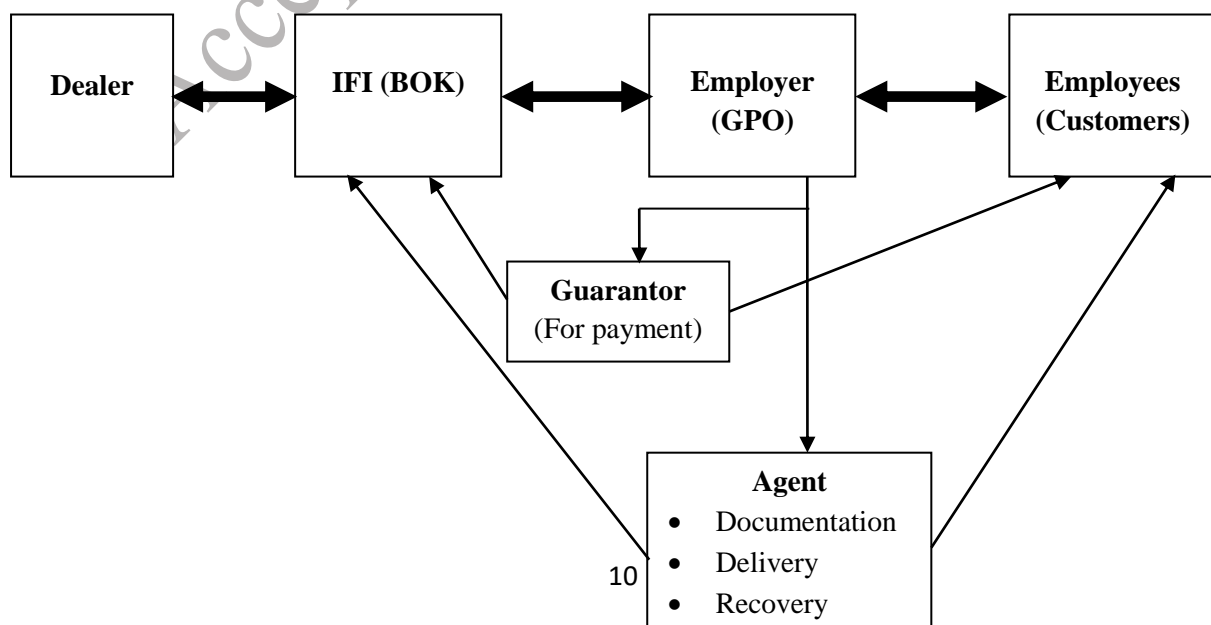 Dealer
IFI (BOK)
Employer
(GPO)
Employees
(Customers)
Guarantor
(For payment)
Agent
• Documentation
• Delivery
• Recovery
10